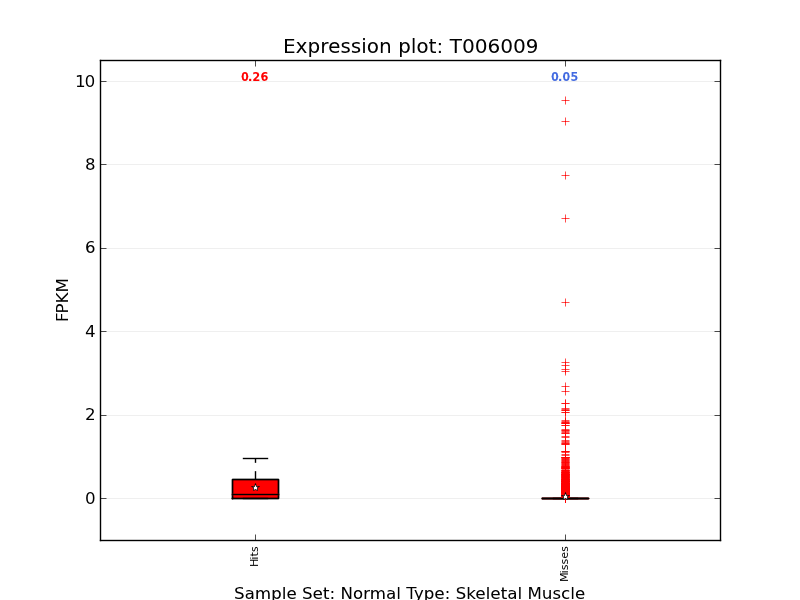 Expression plot: T006009
0.26
0.05
10
8
6
4
2
0
FPKM
Hits
Misses
Sample Set: Normal Type: Skeletal Muscle